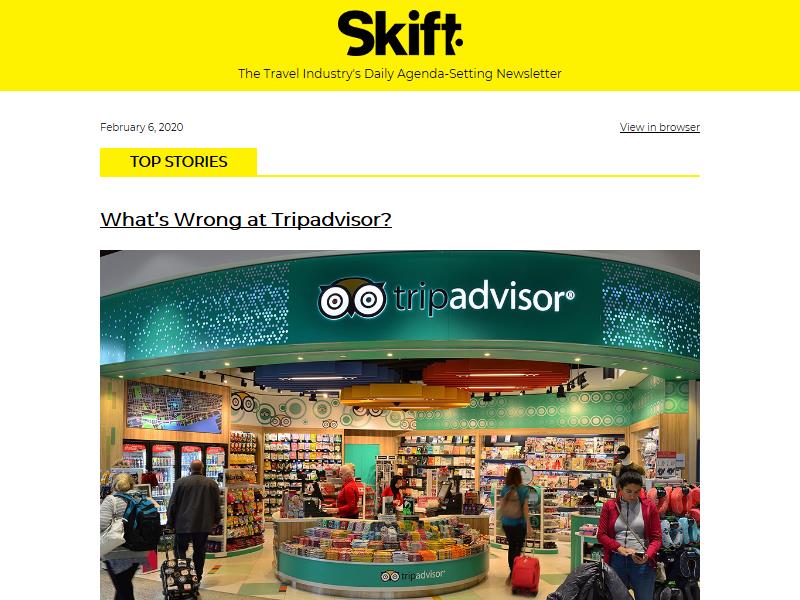 Skift.
The Travel Industry's Daily Agenda-Setting Newsletter
February 6, 2020
View in browser
TOP STORIES
What's Wrong at Tripadvisor?
tripadvisor®
tripadvisor®